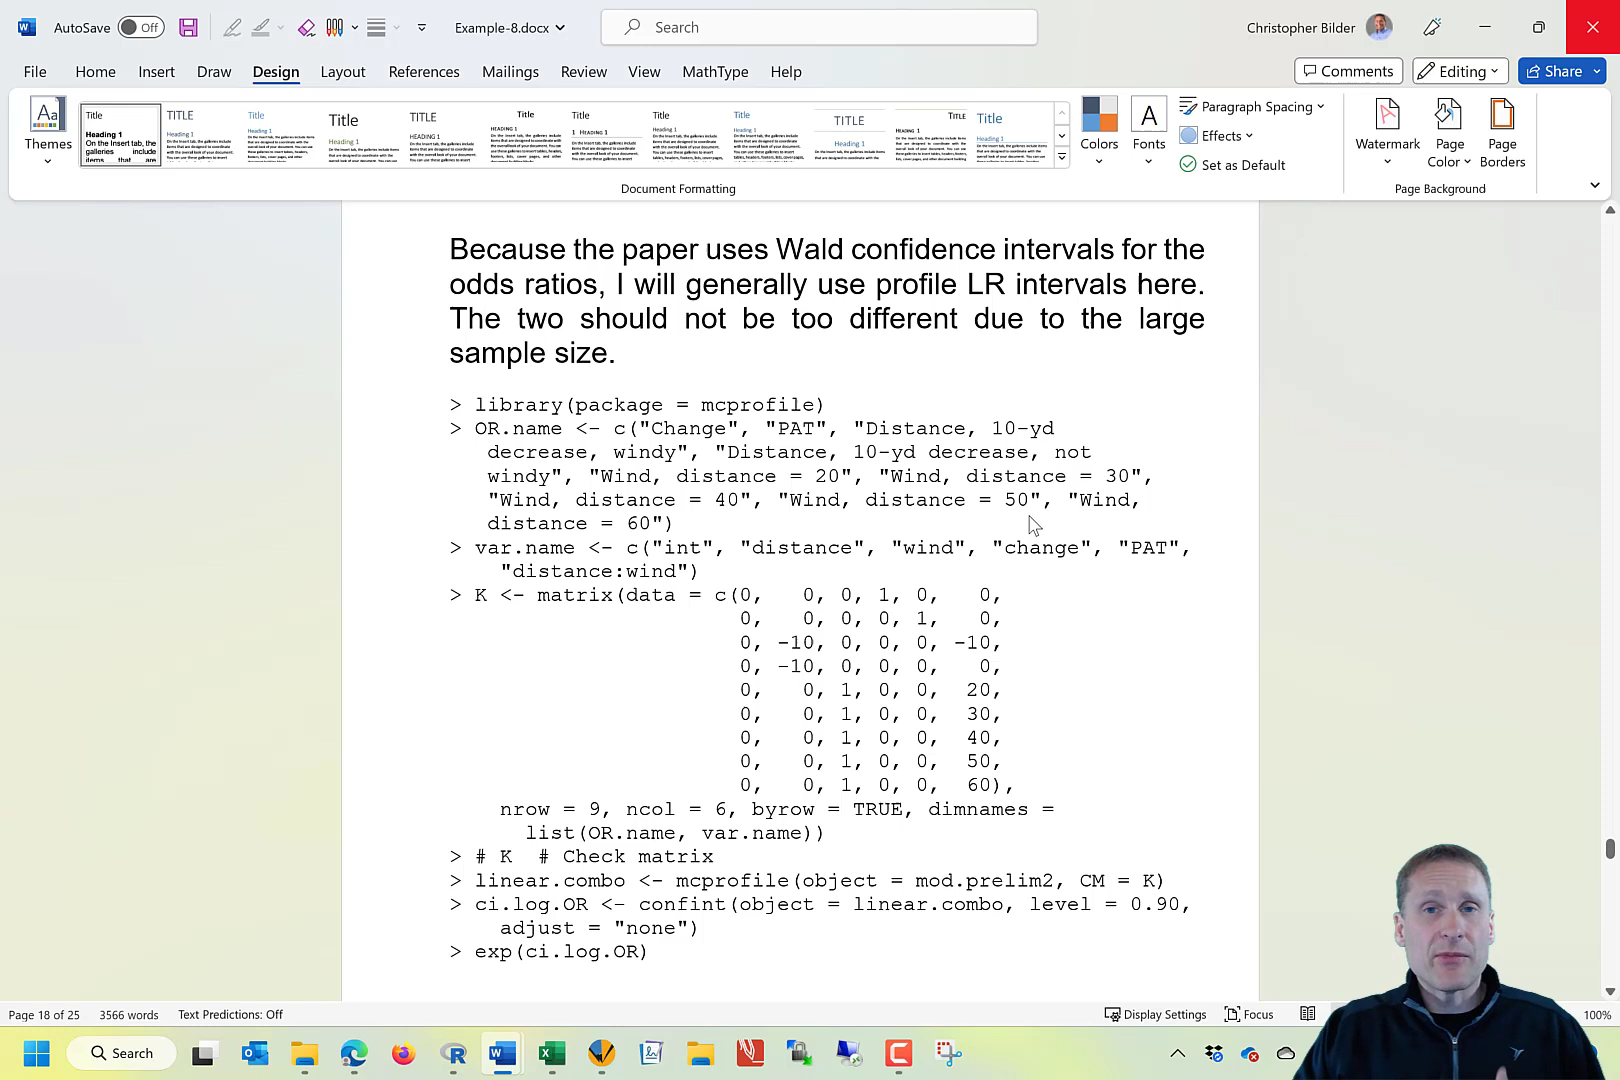 AutoSave Off Example-8.docx Search Christopher Bilder
File Home Insert Draw Design Layout References Mailings Review View MathType Help Comments Editing Share
Themes Colors Fonts Paragraph Spacing Effects Set as Default Watermark Page Color Page Borders
Document Formatting Page Background
Because the paper uses Wald confidence intervals for the
odds ratios, I will generally use profile LR intervals here.
The two should not be too different due to the large
sample size.
> library(package = mcprofile)
> OR.name <- c("Change", "PAT", "Distance, 10-yd
decrease, windy", "Distance, 10-yd decrease, not
windy", "Wind, distance = 20", "Wind, distance = 30",
"Wind, distance = 40", "Wind, distance = 50", "Wind,
distance = 60")
> var.name <- c("int", "distance", "wind", "change", "PAT",
"distance:wind")
> K <- matrix(data = c(0, 0, 0, 1, 0, 0,
0, 0, 0, 0, 1, 0,
0, -10, 0, 0, 0, -10,
0, -10, 0, 0, 0, 0,
0, 0, 1, 0, 0, 20,
0, 0, 1, 0, 0, 30,
0, 0, 1, 0, 0, 40,
0, 0, 1, 0, 0, 50,
0, 0, 1, 0, 0, 60),
nrow = 9, ncol = 6, byrow = TRUE, dimnames =
list(OR.name, var.name))
> # K # Check matrix
> linear.combo <- mcprofile(object = mod.prelim2, CM = K)
> ci.log.OR <- confint(object = linear.combo, level = 0.90,
adjust = "none")
> exp(ci.log.OR)
Page 18 of 25 3566 words Text Predictions: Off Display Settings Focus 100%
Search